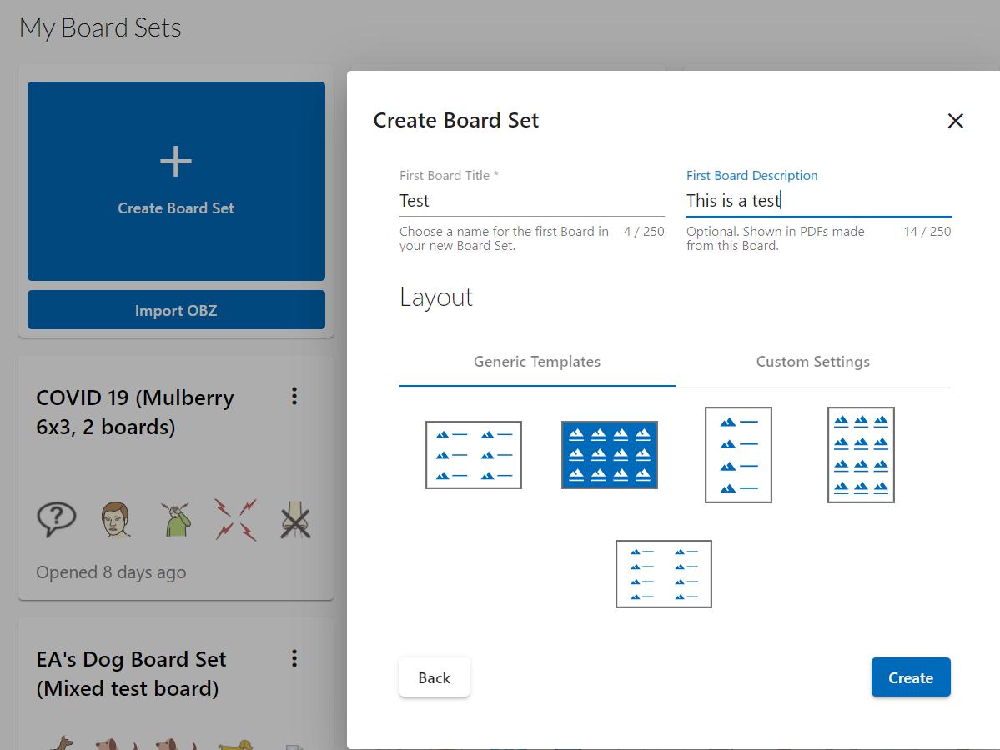 My Board Sets
Create Board Set
Import OBZ
COVID 19 (Mulberry
6x3, 2 boards)
?
Opened 8 days ago
EA's Dog Board Set
(Mixed test board)
Create Board Set
First Board Title *
First Board Description
Test
This is a test
Choose a name for the first Board in
your new Board Set.
4 / 250
Optional. Shown in PDFs made
from this Board.
14 / 250
Layout
Generic Templates
Custom Settings
Back
Create